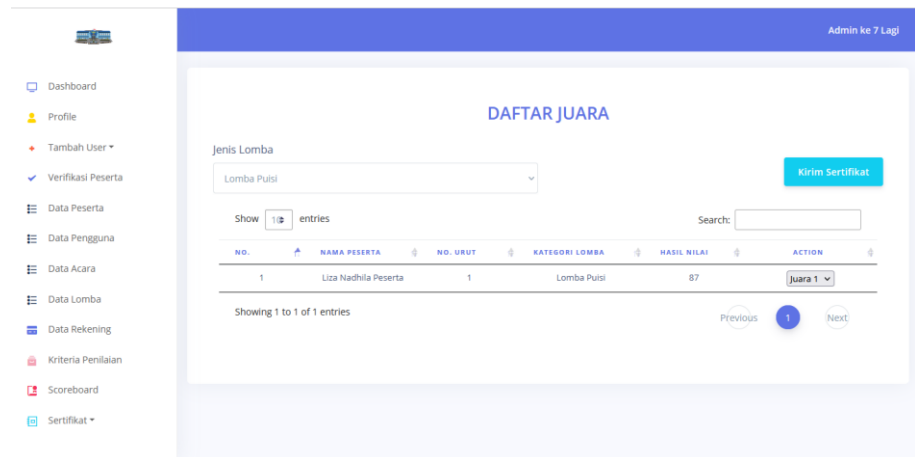 Admin ke 7 Lagi
Dashboard
Profile
Tambah User
Verifikasi Peserta
Data Peserta
Data Pengguna
Data Acara
Data Lomba
Data Rekening
Kriteria Penilaian
Scoreboard
Sertifikat
DAFTAR JUARA
Jenis Lomba
Lomba Puisi
Kirim Sertifikat
Show 10 entries Search:
NO. NAMA PESERTA NO. URUT KATEGORI LOMBA HASIL NILAI ACTION
1 Liza Nadhila Peserta 1 Lomba Puisi 87 Juara 1
Showing 1 to 1 of 1 entries Previous 1 Next